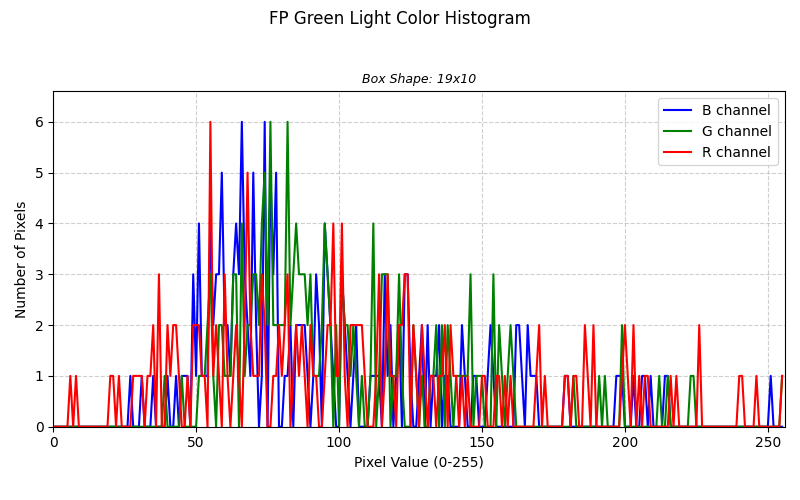 FP Green Light Color Histogram
Box Shape: 19x10
B channel
G channel
R channel
Number of Pixels
6
5
4
3
2
1
0
0 50 100 150 200 250
Pixel Value (0-255)